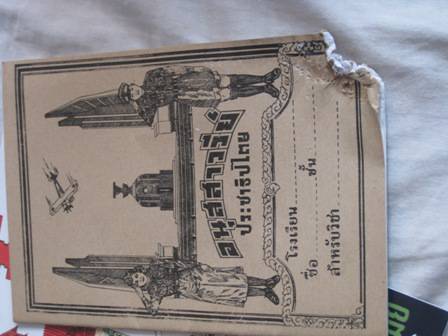 อนุสสาวรีย์
ประชาธิปไตย
โรงเรียน
ชื่อ ชั้น
สำหรับวิชา